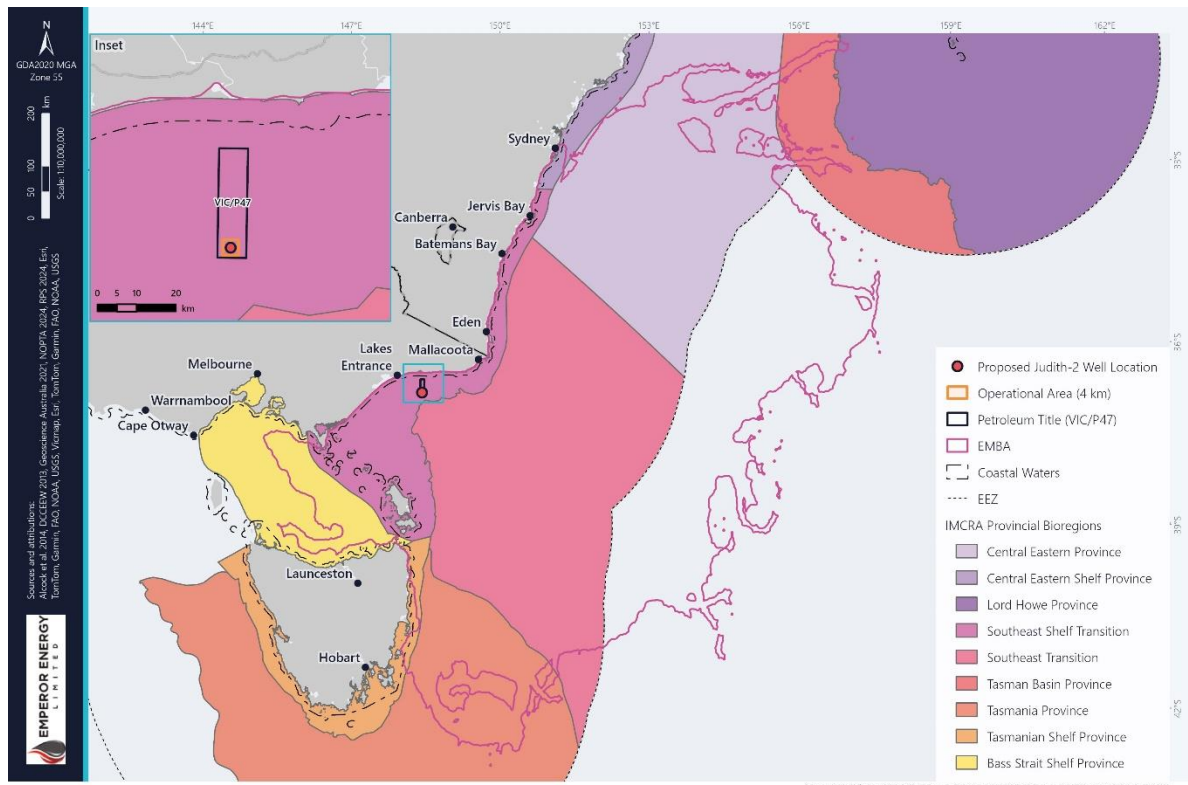 144°E
147°E
150°E
153°E
156°E
159°E
162°E
N
GDA2020 MGA
Zone 55
km
200
100
50
0
Scale: 1:10,000,000
Sources and attributions:
Alcock et al. 2014, DCCEEW 2013, Geoscience Australia 2021, NOPTA 2024, RPS 2024, Esri,
TomTom, Garmin, FAO, NOAA, USGS, Vicmap, Esri, TomTom, Garmin, FAO, NOAA, USGS
EMPEROR ENERGY
LIMITED
Inset
VIC/P47
0 5 10 20
km
Sydney
Jervis Bay
Canberra
Batemans Bay
Eden
Lakes
Entrance
Mallacoota
Melbourne
Warrnambool
Cape Otway
Launceston
Hobart
33°S
36°S
39°S
42°S
Proposed Judith-2 Well Location
Operational Area (4 km)
Petroleum Title (VIC/P47)
EMBA
Coastal Waters
EEZ
IMCRA Provincial Bioregions
Central Eastern Province
Central Eastern Shelf Province
Lord Howe Province
Southeast Shelf Transition
Southeast Transition
Tasman Basin Province
Tasmania Province
Tasmanian Shelf Province
Bass Strait Shelf Province